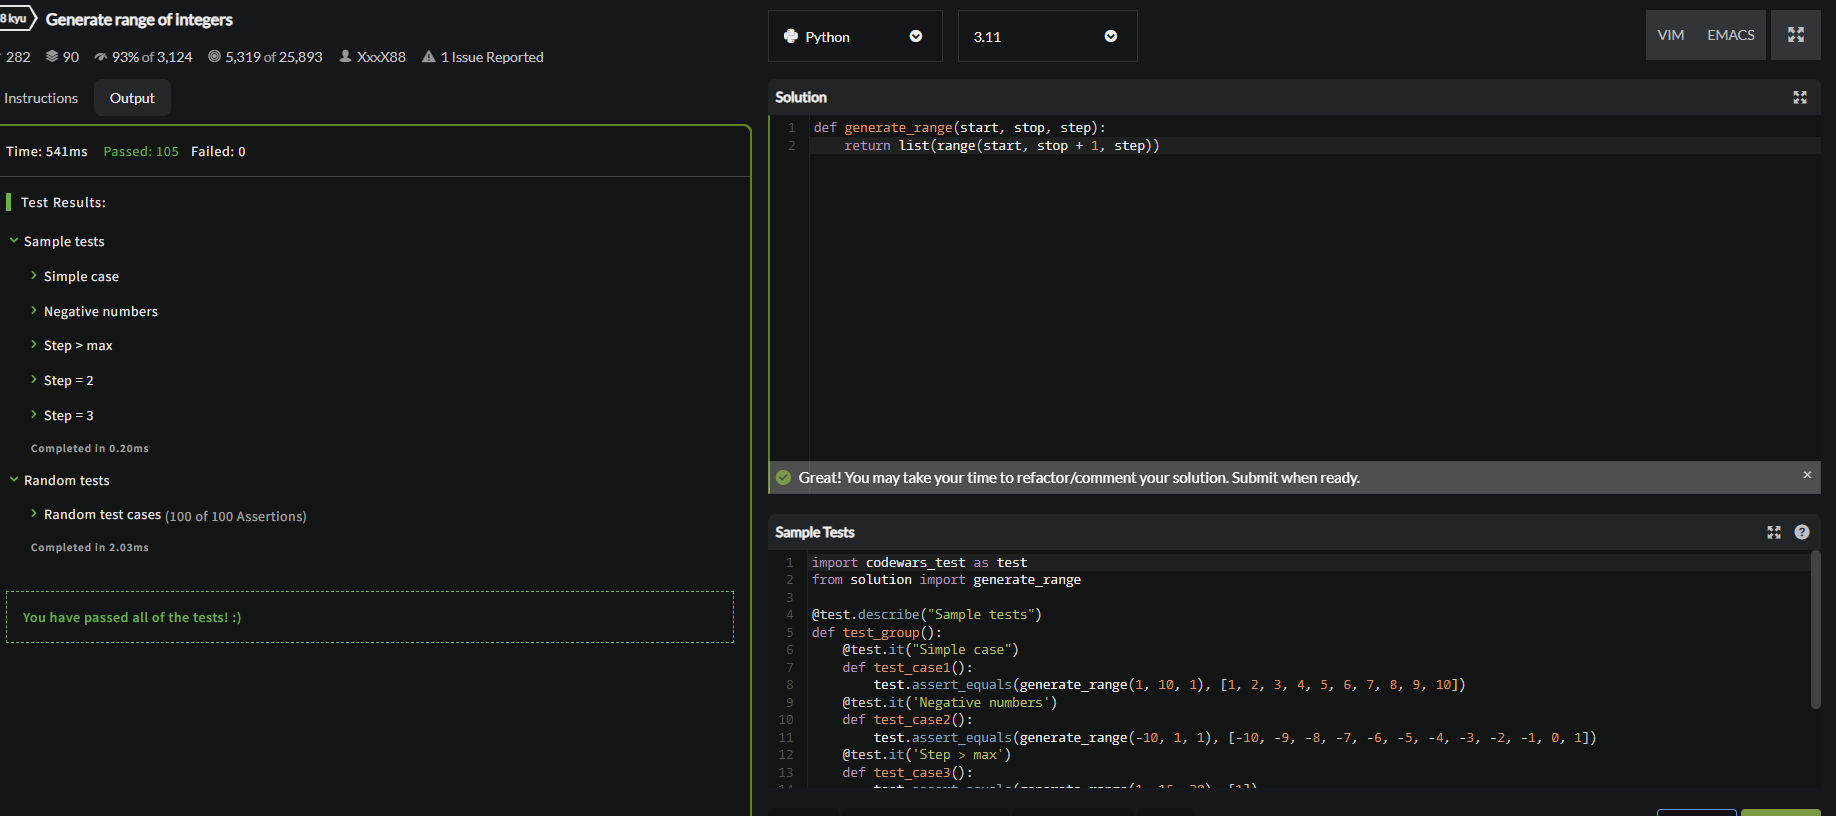 8 kyu Generate range of integers
282 90 93% of 3,124 5,319 of 25,893 XxxX88 1 Issue Reported
Instructions Output
Time: 541ms Passed: 105 Failed: 0
Test Results:
Sample tests
Simple case
Negative numbers
Step > max
Step = 2
Step = 3
Completed in 0.20ms
Random tests
Random test cases (100 of 100 Assertions)
Completed in 2.03ms
You have passed all of the tests! :)
Python 3.11 VIM EMACS
Solution
1 def generate_range(start, stop, step):
2 return list(range(start, stop + 1, step))
Great! You may take your time to refactor/comment your solution. Submit when ready. ×
Sample Tests ?
1 import codewars_test as test
2 from solution import generate_range
3
4 @test.describe("Sample tests")
5 def test_group():
6 @test.it("Simple case")
7 def test_case1():
8 test.assert_equals(generate_range(1, 10, 1), [1, 2, 3, 4, 5, 6, 7, 8, 9, 10])
9 @test.it('Negative numbers')
10 def test_case2():
11 test.assert_equals(generate_range(-10, 1, 1), [-10, -9, -8, -7, -6, -5, -4, -3, -2, -1, 0, 1])
12 @test.it('Step > max')
13 def test_case3():